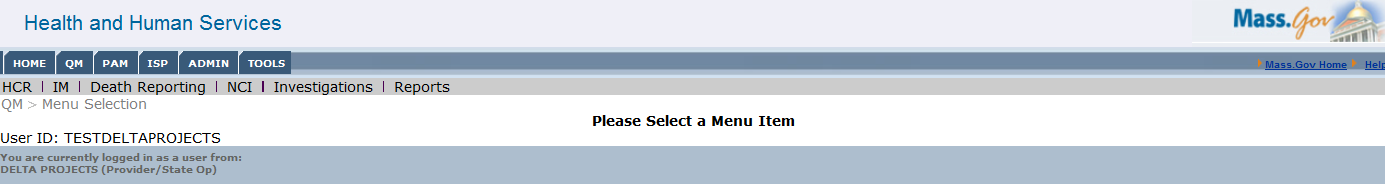 Health and Human Services
Mass.Gov
HOME QM PAM ISP ADMIN TOOLS
Mass.Gov Home Help
HCR | IM | Death Reporting | NCI | Investigations | Reports
QM > Menu Selection
Please Select a Menu Item
User ID: TESTDELTAPROJECTS
You are currently logged in as a user from:
DELTA PROJECTS (Provider/State Op)